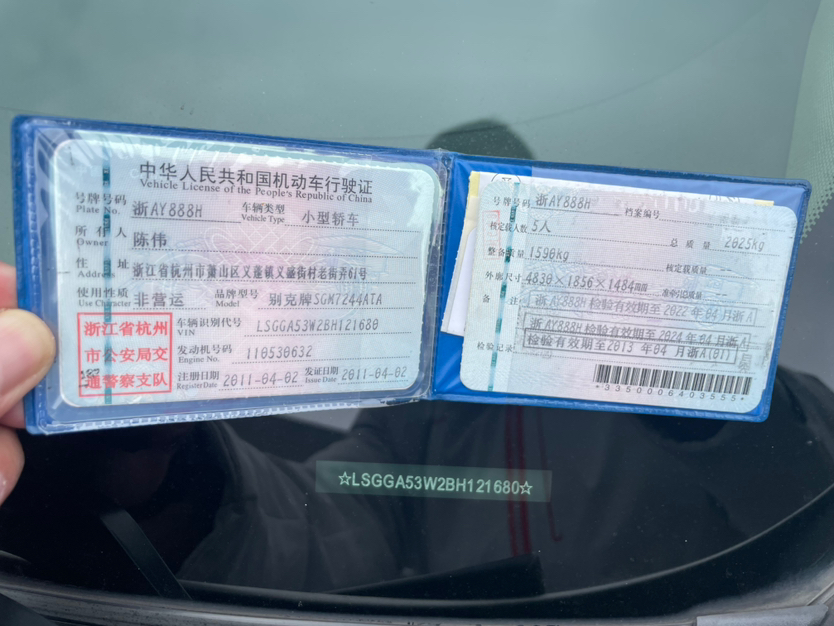 中华人民共和国机动车行驶证
Vehicle License of the People's Republic of China
号牌号码 浙AY888H 车辆类型 小型轿车
Plate No. Vehicle Type
所有人 陈伟
Owner
住址 浙江省杭州市萧山区义蓬镇义盛街村老街弄61号
Address
使用性质 非营运 品牌型号 别克牌SGM7244ATA
Use Character Model
浙江省杭州
市公安局交
通警察支队
车辆识别代号 LSGGA53W2BH121680
VIN
发动机号码 110530632
Engine No.
注册日期 2011-04-02 发证日期 2011-04-02
Register Date Issue Date
号牌号码 浙AY888H 档案编号
核定载人数 5人 总质量 2025Kg
整备质量 1590Kg 核定载质量 --
外廓尺寸 4830×1856×1484 准牵引总质量 --
备注 浙AY888H 检验有效期至 2022年04月浙A
浙AY888H 检验有效期至 2024年04月浙A
检验记录 检验有效期至 2013年04月浙A(01)
*3350006403555*
☆LSGGA53W2BH121680☆